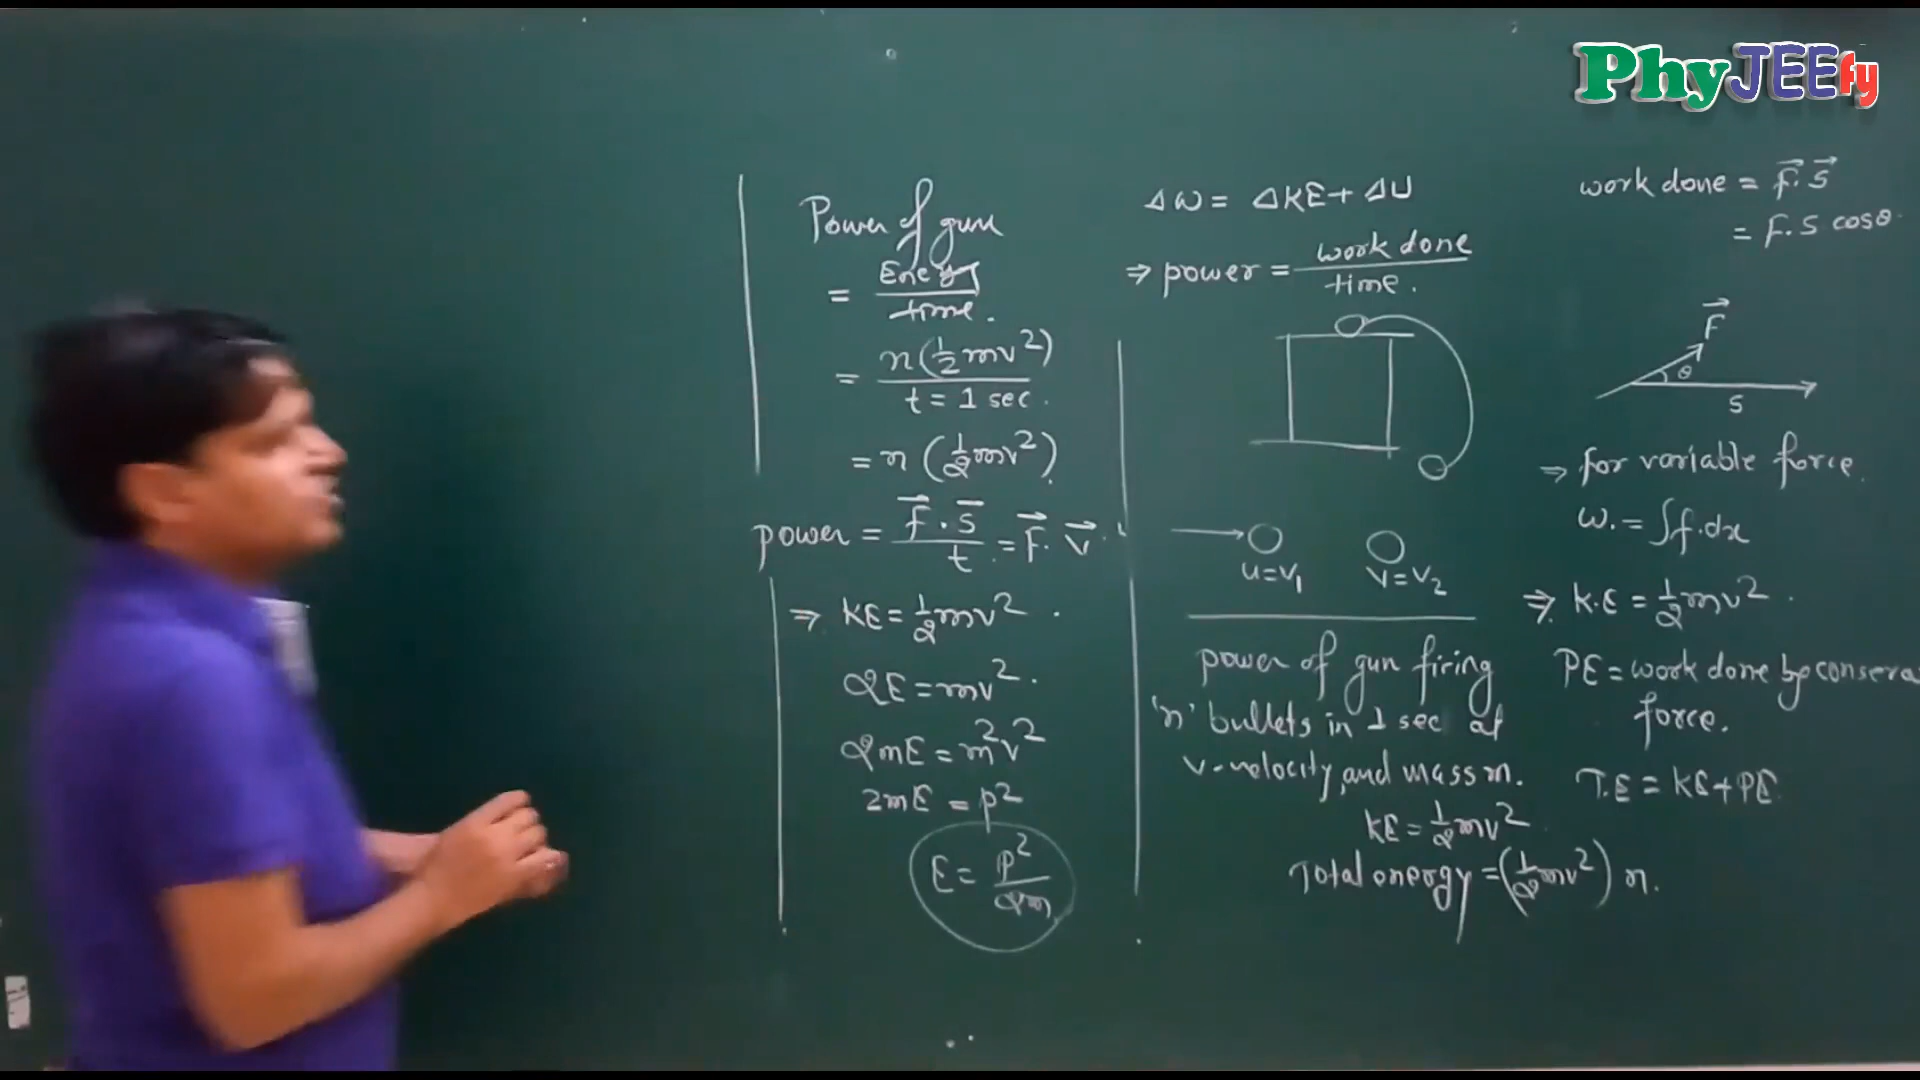 PhyJEEfy
Power of gun
= Energy/time.
= n(½mv²)/t = 1 sec.
= n (½mv²).
power = F⃗.S⃗/t = F⃗. V⃗.
⇒ KE = ½mv².
2E = mv².
2mE = m²v²
2mE = p²
E = p²/2m
Δω = ΔKE + ΔU
⇒ power = work done/time.
u=v₁ v=v₂
power of gun firing
'n' bullets in 1 sec at
v-velocity, and mass m.
KE = ½mv²
Total energy = (½mv²) n.
work done = F⃗.S⃗
= F.S cosθ.
F⃗
θ
S
⇒ for variable force.
ω. = ∫f.dx
⇒ K.E = ½mv².
PE = work done by conserva
force.
T.E = KE+PE.